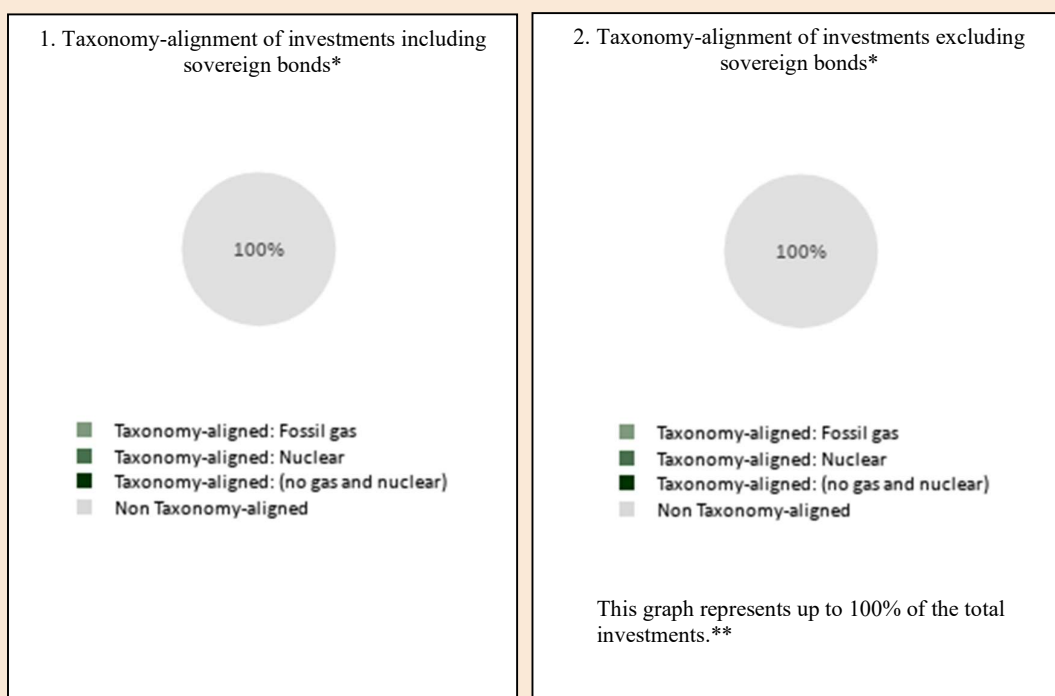 1. Taxonomy-alignment of investments including
sovereign bonds*
100%
Taxonomy-aligned: Fossil gas
Taxonomy-aligned: Nuclear
Taxonomy-aligned: (no gas and nuclear)
Non Taxonomy-aligned
2. Taxonomy-alignment of investments excluding
sovereign bonds*
100%
Taxonomy-aligned: Fossil gas
Taxonomy-aligned: Nuclear
Taxonomy-aligned: (no gas and nuclear)
Non Taxonomy-aligned
This graph represents up to 100% of the total
investments.**